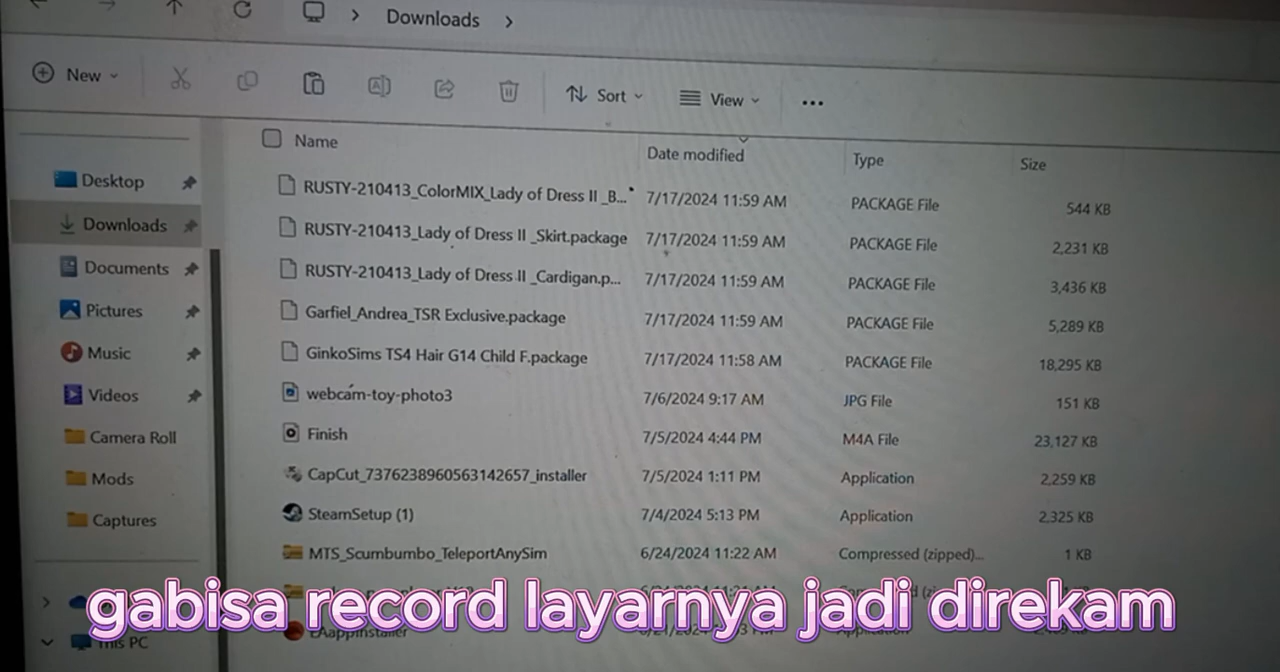 Downloads
New
Sort
View
Name
Date modified
Type
Size
Desktop
Downloads
Documents
Pictures
Music
Videos
Camera Roll
Mods
Captures
This PC
RUSTY-210413_ColorMIX_Lady of Dress II _B... 7/17/2024 11:59 AM PACKAGE File 544 KB
RUSTY-210413_Lady of Dress II _Skirt.package 7/17/2024 11:59 AM PACKAGE File 2,231 KB
RUSTY-210413_Lady of Dress II _Cardigan.p... 7/17/2024 11:59 AM PACKAGE File 3,436 KB
Garfiel_Andrea_TSR Exclusive.package 7/17/2024 11:59 AM PACKAGE File 5,289 KB
GinkoSims TS4 Hair G14 Child F.package 7/17/2024 11:58 AM PACKAGE File 18,295 KB
webcam-toy-photo3 7/6/2024 9:17 AM JPG File 151 KB
Finish 7/5/2024 4:44 PM M4A File 23,127 KB
CapCut_7376238960563142657_installer 7/5/2024 1:11 PM Application 2,259 KB
SteamSetup (1) 7/4/2024 5:13 PM Application 2,325 KB
MTS_Scumbumbo_TeleportAnySim 6/24/2024 11:22 AM Compressed (zipped)... 1 KB
EAappInstaller
gabisa record layarnya jadi direkam